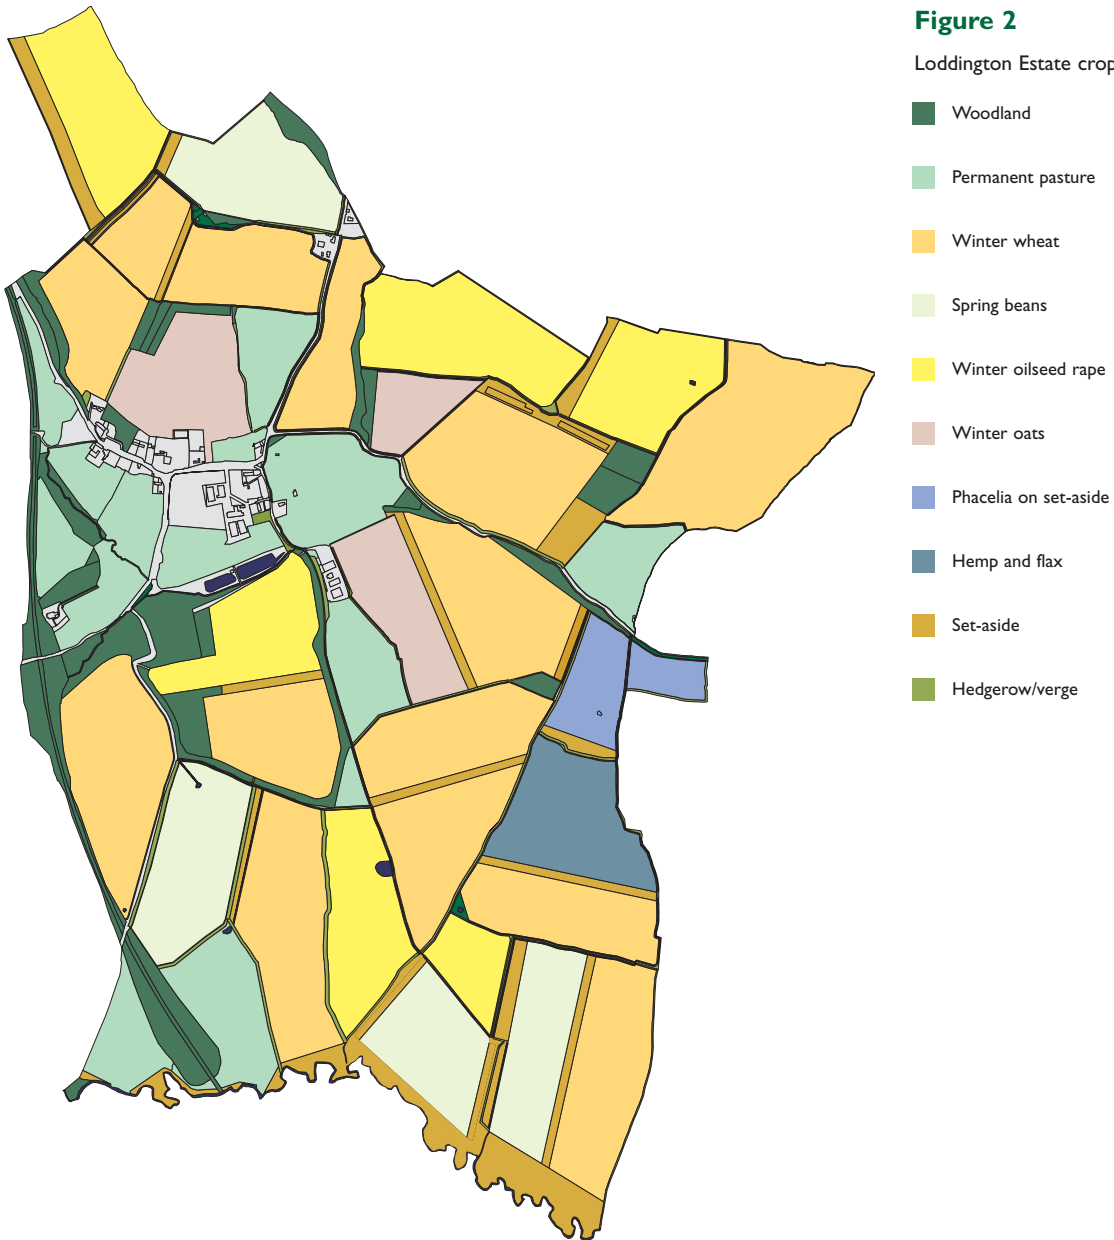 Figure 2
Loddington Estate crop
Woodland
Permanent pasture
Winter wheat
Spring beans
Winter oilseed rape
Winter oats
Phacelia on set-aside
Hemp and flax
Set-aside
Hedgerow/verge